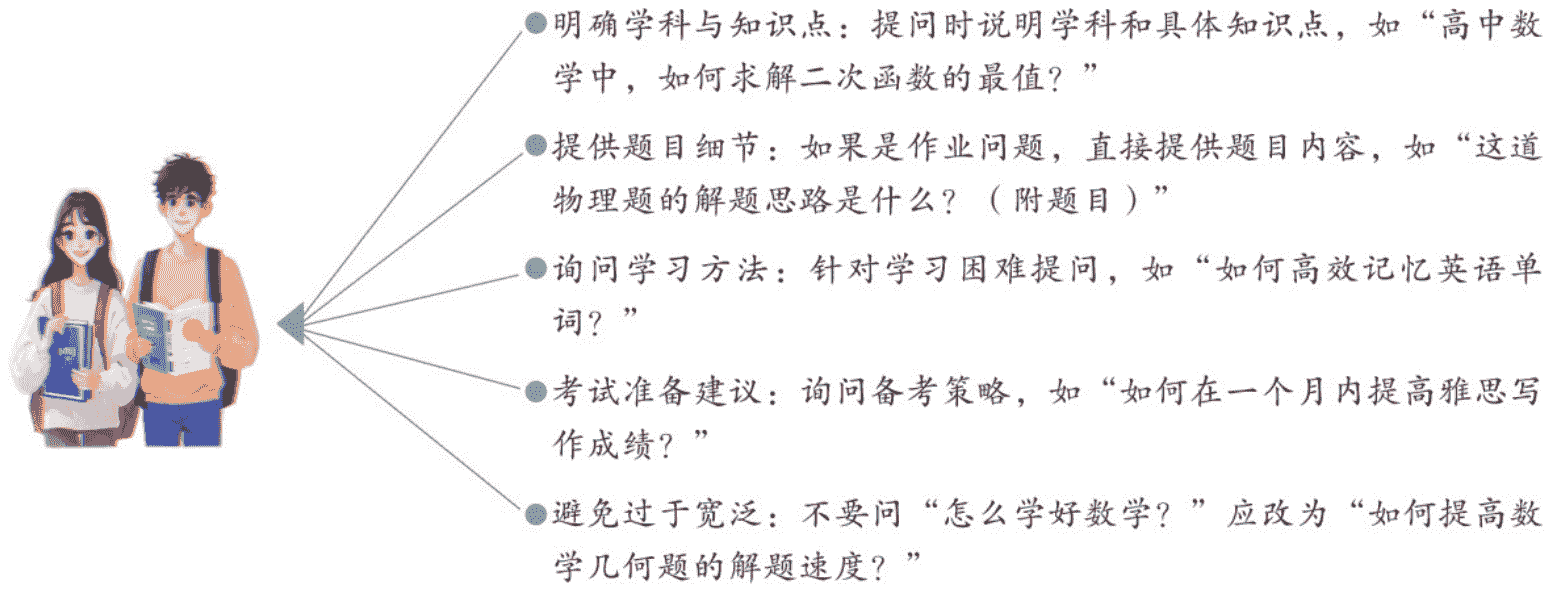 明确学科与知识点：提问时说明学科和具体知识点，如“高中数
学中，如何求解二次函数的最值？”
提供题目细节：如果是作业问题，直接提供题目内容，如“这道
物理题的解题思路是什么？（附题目）”
询问学习方法：针对学习困难提问，如“如何高效记忆英语单
词？”
考试准备建议：询问备考策略，如“如何在一个月内提高雅思写
作成绩？”
避免过于宽泛：不要问“怎么学好数学？”应改为“如何提高数
学几何题的解题速度？”